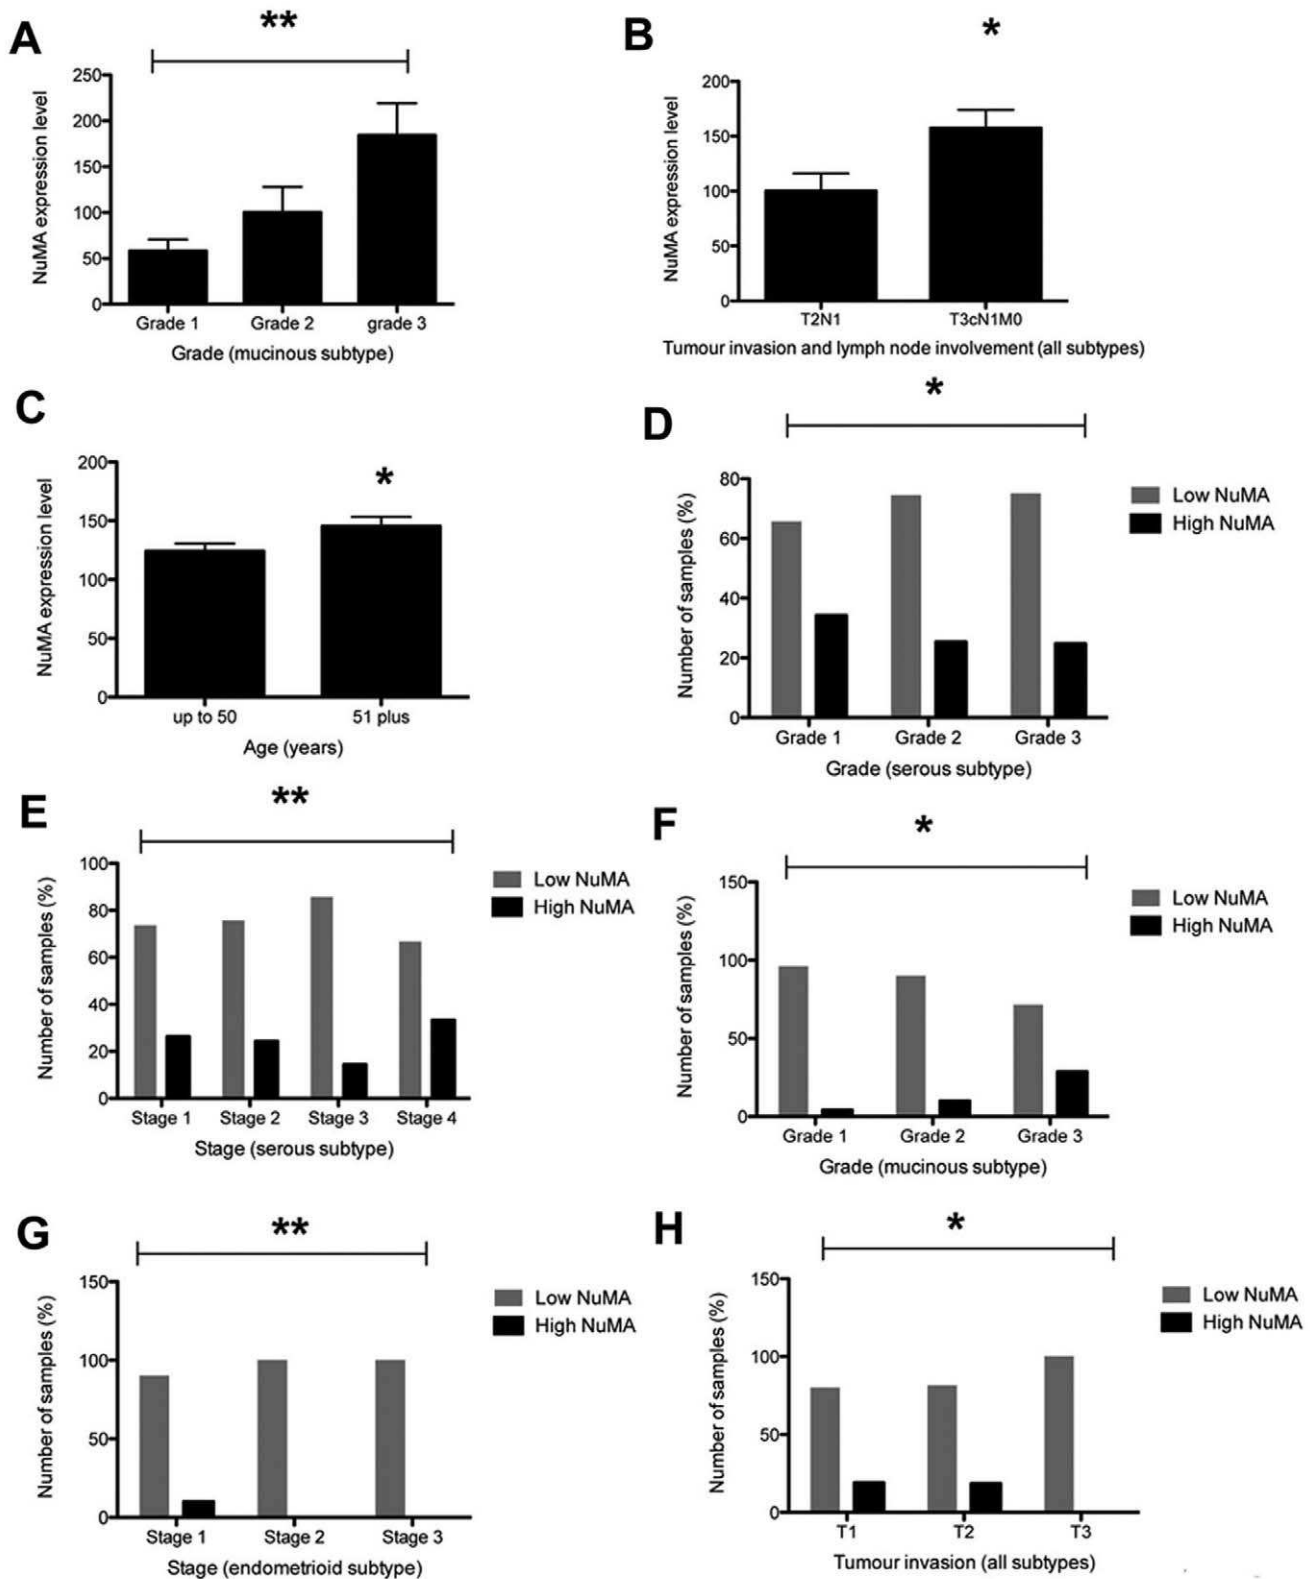 A
**
NuMA expression level
250
200
150
100
50
0
Grade 1 Grade 2 grade 3
Grade (mucinous subtype)
B
*
NuMA expression level
200
150
100
50
0
T2N1 T3cN1M0
Tumour invasion and lymph node involvement (all subtypes)
C
*
NuMA expression level
200
150
100
50
0
up to 50 51 plus
Age (years)
D
*
Number of samples (%)
80
60
40
20
0
Grade 1 Grade 2 Grade 3
Grade (serous subtype)
Low NuMA
High NuMA
E
**
Number of samples (%)
100
80
60
40
20
0
Stage 1 Stage 2 Stage 3 Stage 4
Stage (serous subtype)
Low NuMA
High NuMA
F
*
Number of samples (%)
150
100
50
0
Grade 1 Grade 2 Grade 3
Grade (mucinous subtype)
Low NuMA
High NuMA
G
**
Number of samples (%)
150
100
50
0
Stage 1 Stage 2 Stage 3
Stage (endometrioid subtype)
Low NuMA
High NuMA
H
*
Number of samples (%)
150
100
50
0
T1 T2 T3
Tumour invasion (all subtypes)
Low NuMA
High NuMA